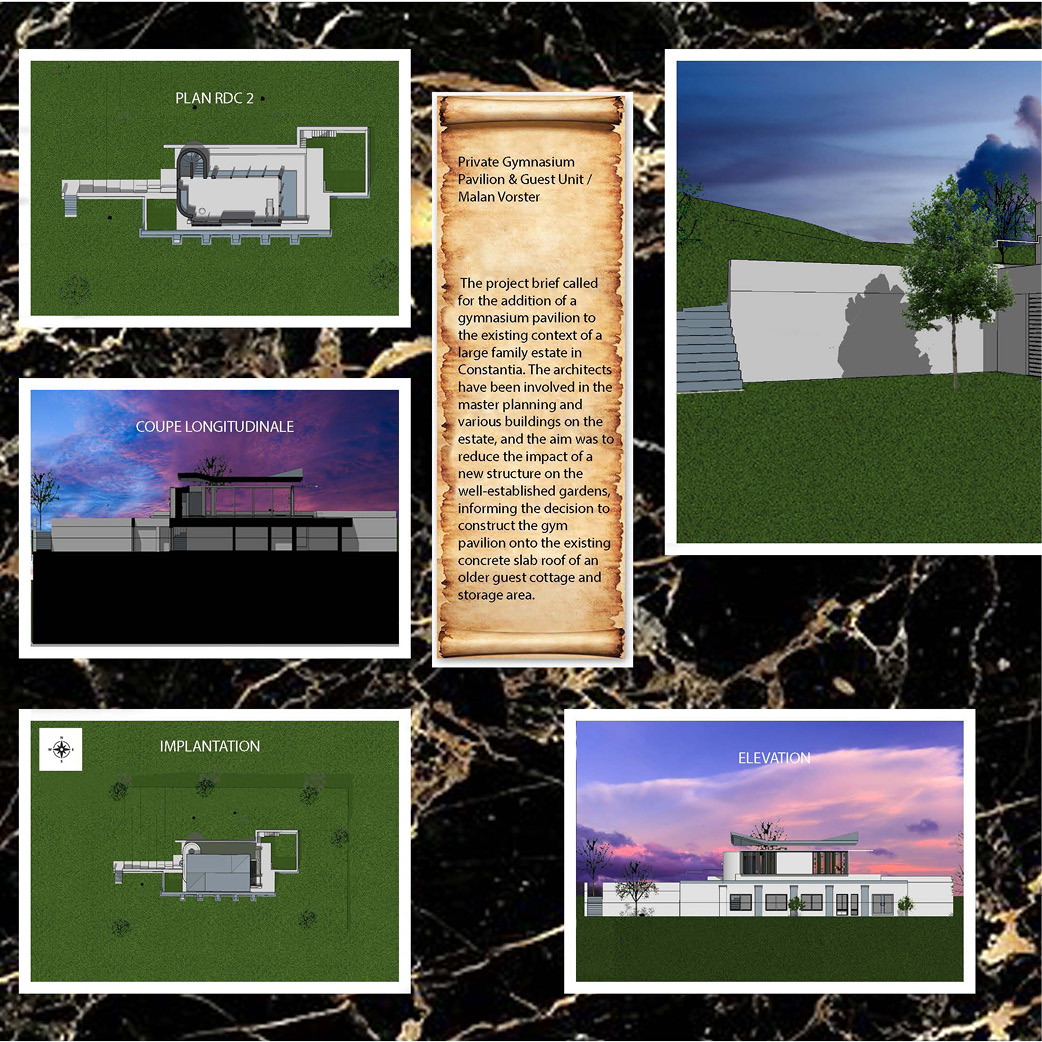 PLAN RDC 2
Private Gymnasium
Pavilion & Guest Unit /
Malan Vorster
The project brief called
for the addition of a
gymnasium pavilion to
the existing context of a
large family estate in
Constantia. The architects
have been involved in the
master planning and
various buildings on the
estate, and the aim was to
reduce the impact of a
new structure on the
well-established gardens,
informing the decision to
construct the gym
pavilion onto the existing
concrete slab roof of an
older guest cottage and
storage area.
COUPE LONGITUDINALE
IMPLANTATION
N
W E
S
ELEVATION